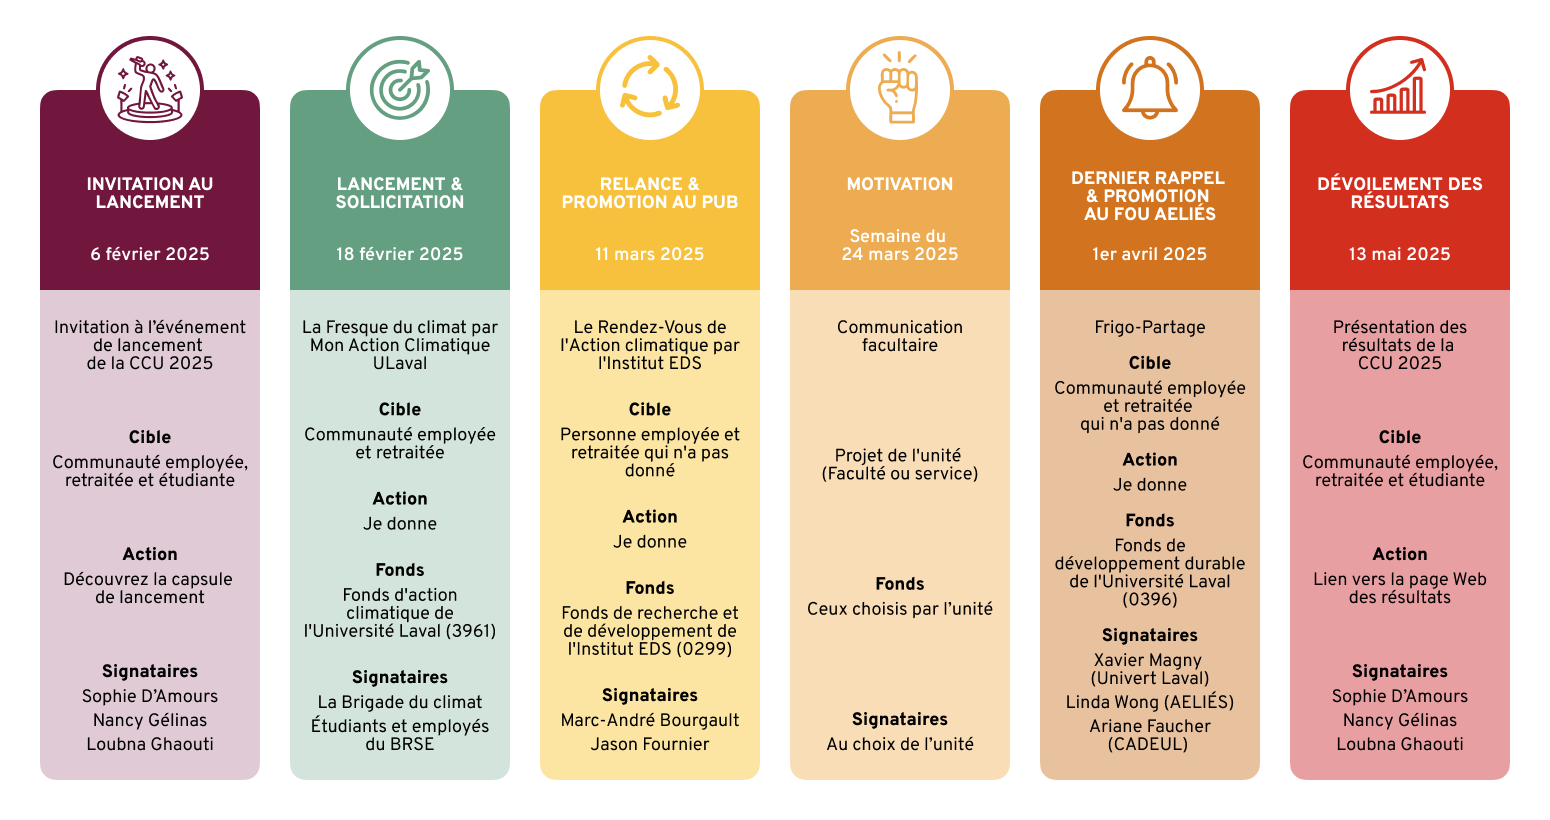 INVITATION AU
LANCEMENT
6 février 2025
Invitation à l’événement
de lancement
de la CCU 2025
Cible
Communauté employée,
retraitée et étudiante
Action
Découvrez la capsule
de lancement
Signataires
Sophie D’Amours
Nancy Gélinas
Loubna Ghaouti
LANCEMENT &
SOLLICITATION
18 février 2025
La Fresque du climat par
Mon Action Climatique
ULaval
Cible
Communauté employée
et retraitée
Action
Je donne
Fonds
Fonds d'action
climatique de
l'Université Laval (3961)
Signataires
La Brigade du climat
Étudiants et employés
du BRSE
RELANCE &
PROMOTION AU PUB
11 mars 2025
Le Rendez-Vous de
l'Action climatique par
l'Institut EDS
Cible
Personne employée et
retraitée qui n'a pas
donné
Action
Je donne
Fonds
Fonds de recherche et
de développement de
l'Institut EDS (0299)
Signataires
Marc-André Bourgault
Jason Fournier
MOTIVATION
Semaine du
24 mars 2025
Communication
facultaire
Projet de l'unité
(Faculté ou service)
Fonds
Ceux choisis par l’unité
Signataires
Au choix de l’unité
DERNIER RAPPEL
& PROMOTION
AU FOU AELIÉS
1er avril 2025
Frigo-Partage
Cible
Communauté employée
et retraitée
qui n'a pas donné
Action
Je donne
Fonds
Fonds de
développement durable
de l'Université Laval
(0396)
Signataires
Xavier Magny
(Univert Laval)
Linda Wong (AELIÉS)
Ariane Faucher
(CADEUL)
DÉVOILEMENT DES
RÉSULTATS
13 mai 2025
Présentation des
résultats de la
CCU 2025
Cible
Communauté employée,
retraitée et étudiante
Action
Lien vers la page Web
des résultats
Signataires
Sophie D’Amours
Nancy Gélinas
Loubna Ghaouti